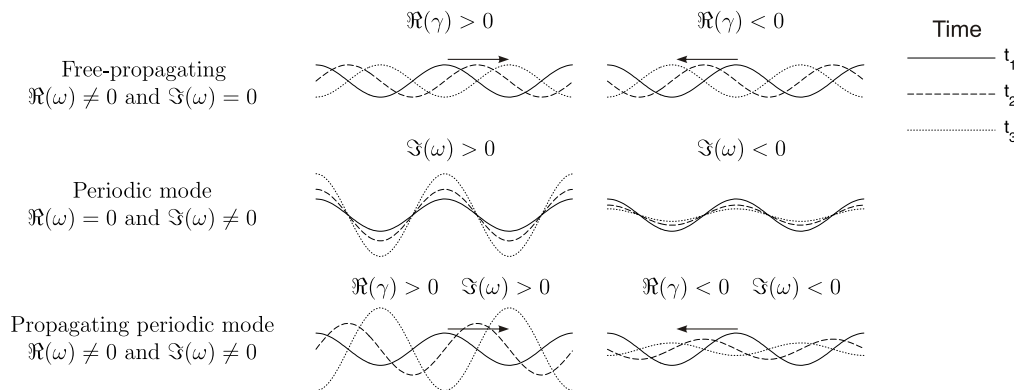 ℜ(γ) > 0
ℜ(γ) < 0
Time
t1
t2
t3
Free-propagating
ℜ(ω) ≠ 0 and ℑ(ω) = 0
ℑ(ω) > 0
ℑ(ω) < 0
Periodic mode
ℜ(ω) = 0 and ℑ(ω) ≠ 0
ℜ(γ) > 0 ℑ(ω) > 0
ℜ(γ) < 0 ℑ(ω) < 0
Propagating periodic mode
ℜ(ω) ≠ 0 and ℑ(ω) ≠ 0